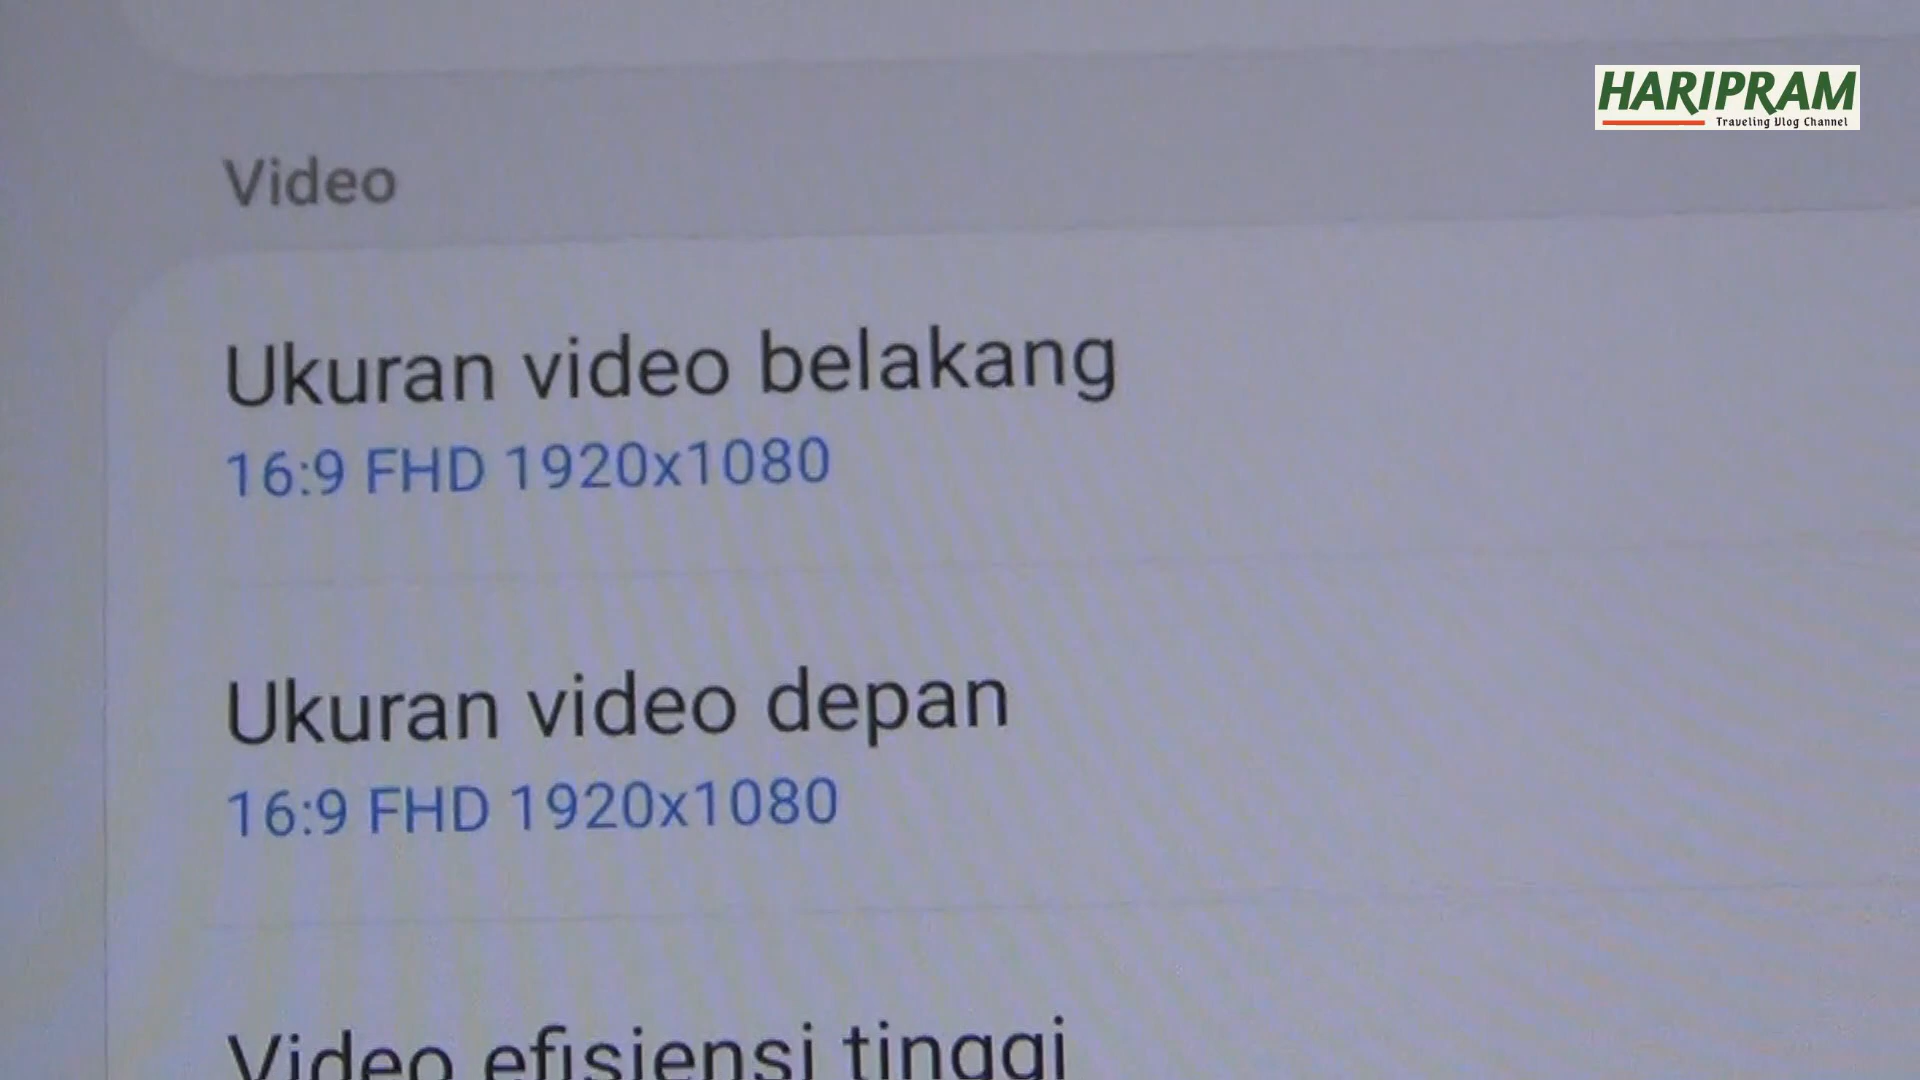 HARIPRAM
Traveling Vlog Channel
Video
Ukuran video belakang
16:9 FHD 1920x1080
Ukuran video depan
16:9 FHD 1920x1080
Video efisiensi tinggi